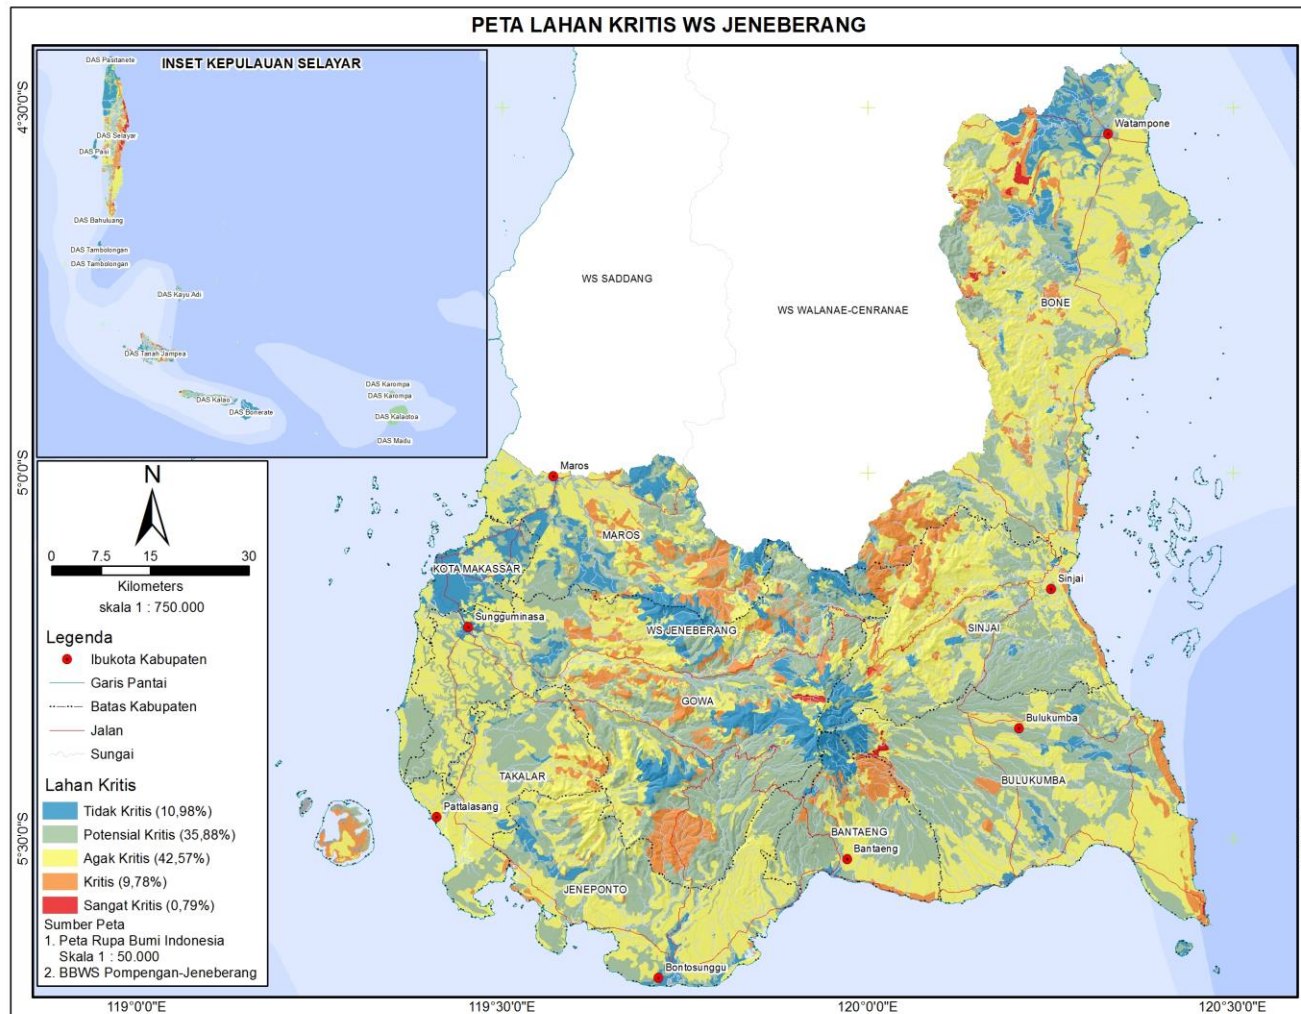 PETA LAHAN KRITIS WS JENEBERANG
INSET KEPULAUAN SELAYAR
DAS Pasitanete
DAS Selayar
DAS Pasi
DAS Bahuluang
DAS Tambolongan
DAS Tambolongan
DAS Kayu Adi
DAS Tanah Jampea
DAS Kalao
DAS Bonerate
DAS Karompa
DAS Karompa
DAS Kalaotoa
DAS Madu
4°30'0"S
5°0'0"S
5°30'0"S
WS SADDANG
WS WALANAE-CENRANAE
Watampone
BONE
Maros
MAROS
KOTA MAKASSAR
Sungguminasa
WS JENEBERANG
Sinjai
SINJAI
GOWA
Bulukumba
BULUKUMBA
TAKALAR
Pattalasang
BANTAENG
Bantaeng
JENEPONTO
Bontosunggu
N
0 7.5 15 30
Kilometers
skala 1 : 750.000
Legenda
Ibukota Kabupaten
Garis Pantai
Batas Kabupaten
Jalan
Sungai
Lahan Kritis
Tidak Kritis (10,98%)
Potensial Kritis (35,88%)
Agak Kritis (42,57%)
Kritis (9,78%)
Sangat Kritis (0,79%)
Sumber Peta
1. Peta Rupa Bumi Indonesia
Skala 1 : 50.000
2. BBWS Pompengan-Jeneberang
119°0'0"E
119°30'0"E
120°0'0"E
120°30'0"E